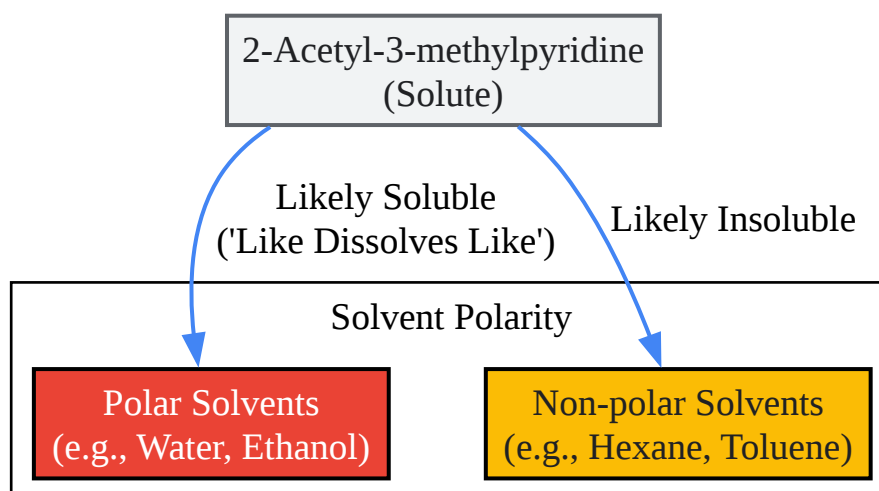 2-Acetyl-3-methylpyridine
(Solute)
Likely Soluble
('Like Dissolves Like')
Likely Insoluble
Solvent Polarity
Polar Solvents
(e.g., Water, Ethanol)
Non-polar Solvents
(e.g., Hexane, Toluene)